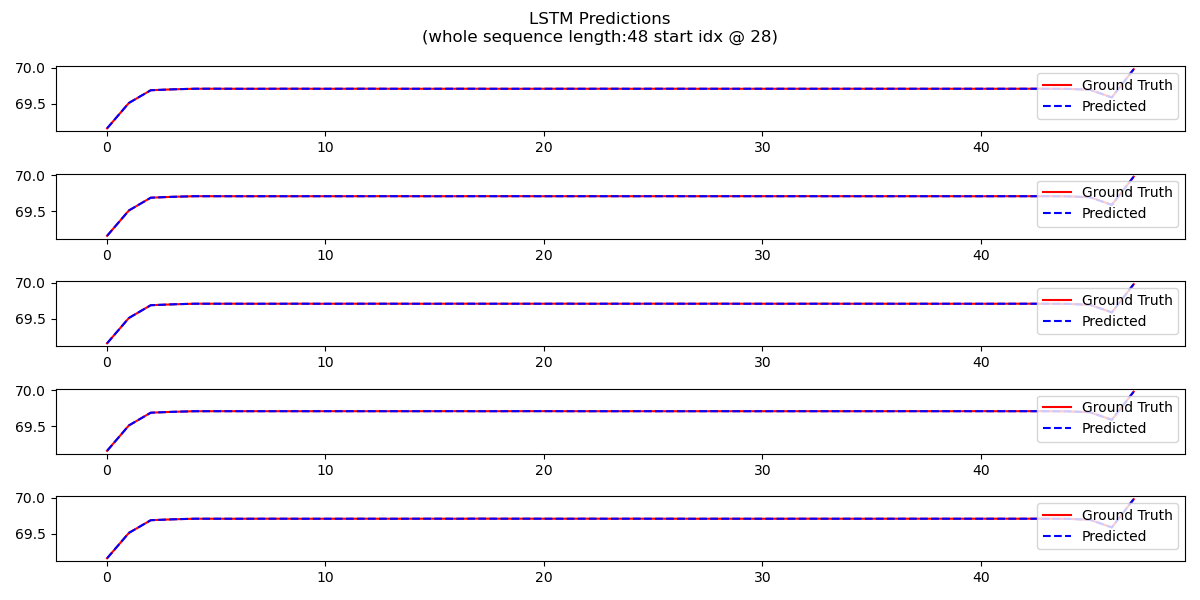 LSTM Predictions
(whole sequence length:48 start idx @ 28)
70.0
69.5
Ground Truth
Predicted
0 10 20 30 40
70.0
69.5
Ground Truth
Predicted
0 10 20 30 40
70.0
69.5
Ground Truth
Predicted
0 10 20 30 40
70.0
69.5
Ground Truth
Predicted
0 10 20 30 40
70.0
69.5
Ground Truth
Predicted
0 10 20 30 40